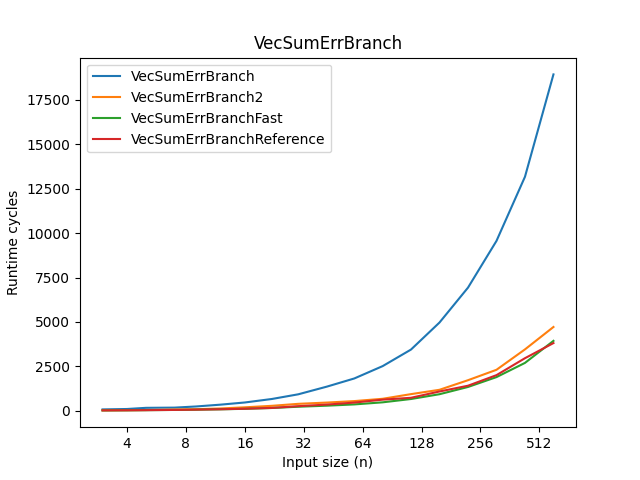 VecSumErrBranch
VecSumErrBranch
VecSumErrBranch2
VecSumErrBranchFast
VecSumErrBranchReference
17500
15000
12500
10000
7500
5000
2500
0
Runtime cycles
4 8 16 32 64 128 256 512
Input size (n)